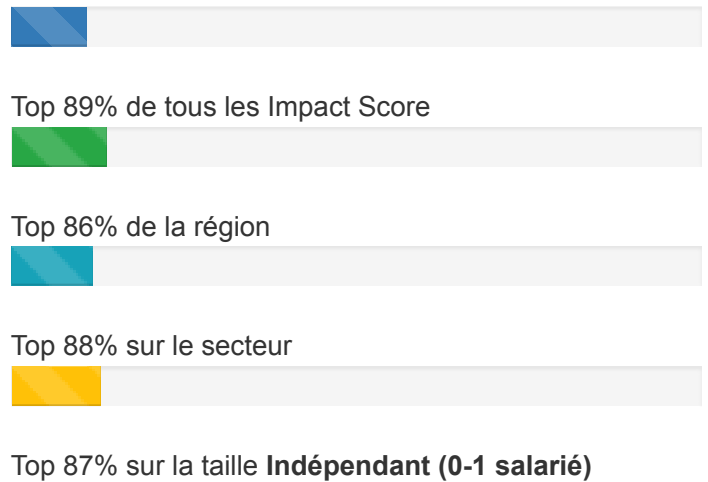 Top 89% de tous les Impact Score
Top 86% de la région
Top 88% sur le secteur
Top 87% sur la taille Indépendant (0-1 salarié)